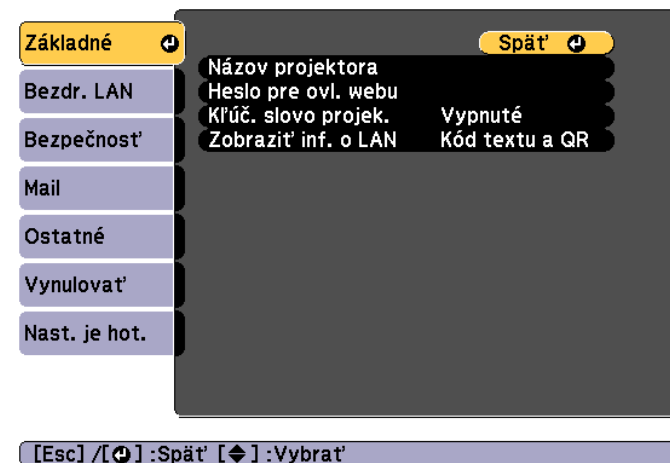 Základné
Späť
Názov projektora
Bezdr. LAN
Heslo pre ovl. webu
Kľúč. slovo projek. Vypnuté
Bezpečnosť
Zobraziť inf. o LAN Kód textu a QR
Mail
Ostatné
Vynulovať
Nast. je hot.
[Esc] /[ ] :Späť [ ] :Vybrať